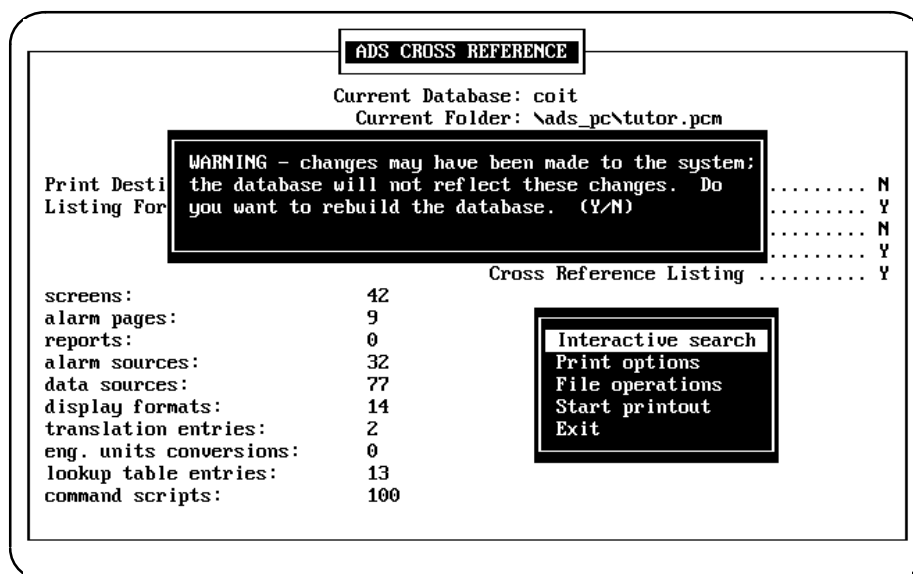 ADS CROSS REFERENCE
Current Database: coit
Current Folder: \ads_pc\tutor.pcm
WARNING - changes may have been made to the system;
the database will not reflect these changes. Do
you want to rebuild the database. (Y/N)
Print Desti ......... N
Listing For ......... Y
......... N
......... Y
Cross Reference Listing .......... Y
screens: 42
alarm pages: 9
reports: 0
alarm sources: 32
data sources: 77
display formats: 14
translation entries: 2
eng. units conversions: 0
lookup table entries: 13
command scripts: 100
Interactive search
Print options
File operations
Start printout
Exit